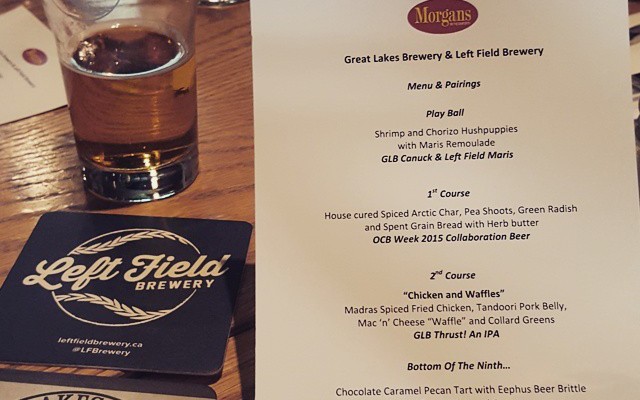 Morgans
Great Lakes Brewery & Left Field Brewery
Menu & Pairings
Play Ball
Shrimp and Chorizo Hushpuppies
with Maris Remoulade
GLB Canuck & Left Field Maris
1st Course
House cured Spiced Arctic Char, Pea Shoots, Green Radish
and Spent Grain Bread with Herb butter
OCB Week 2015 Collaboration Beer
2nd Course
“Chicken and Waffles”
Madras Spiced Fried Chicken, Tandoori Pork Belly,
Mac ‘n’ Cheese “Waffle” and Collard Greens
GLB Thrust! An IPA
Bottom Of The Ninth…
Chocolate Caramel Pecan Tart with Eephus Beer Brittle
Left Field
BREWERY
leftfieldbrewery.ca
@LFBrewery